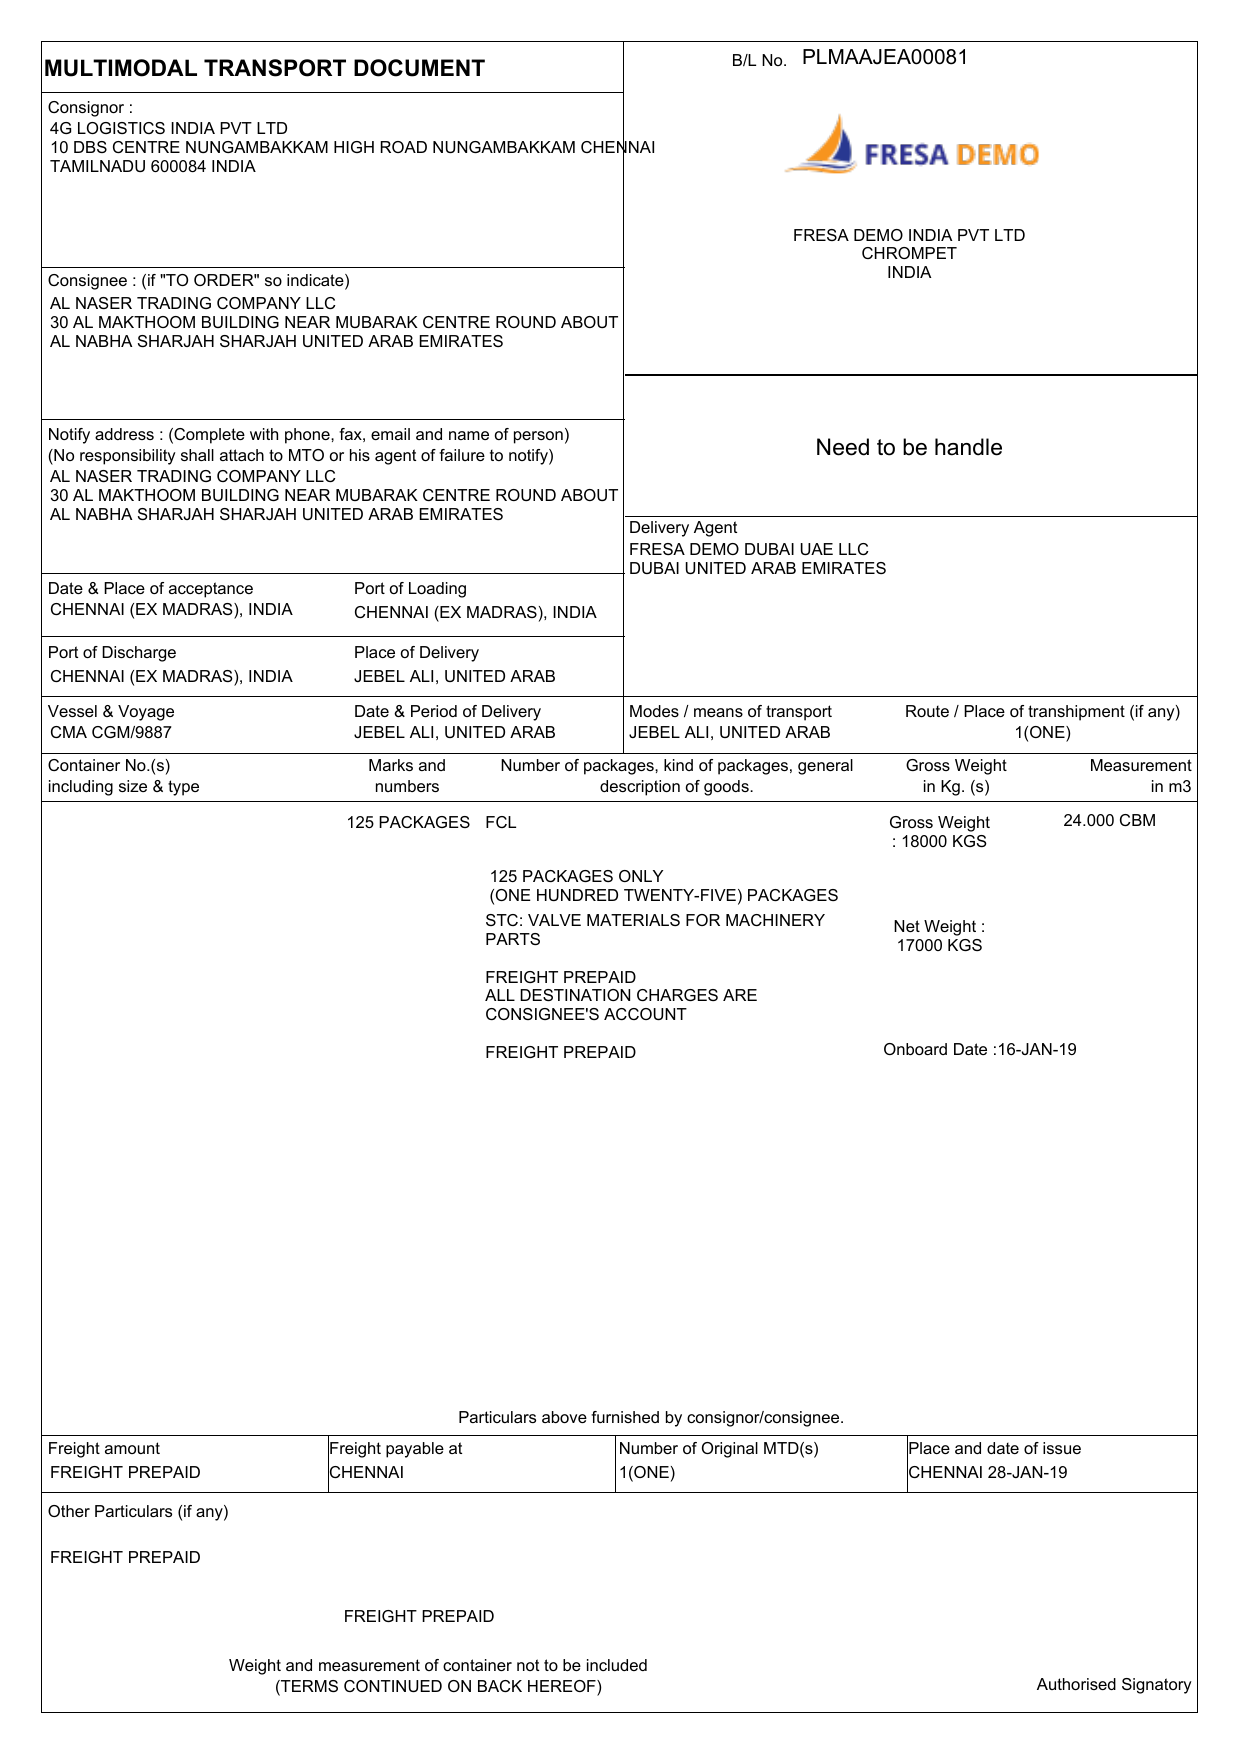 MULTIMODAL TRANSPORT DOCUMENT
B/L No. PLMAAJEA00081
Consignor :
4G LOGISTICS INDIA PVT LTD
10 DBS CENTRE NUNGAMBAKKAM HIGH ROAD NUNGAMBAKKAM CHENNAI
TAMILNADU 600084 INDIA
FRESA DEMO
FRESA DEMO INDIA PVT LTD
CHROMPET
INDIA
Consignee : (if "TO ORDER" so indicate)
AL NASER TRADING COMPANY LLC
30 AL MAKTHOOM BUILDING NEAR MUBARAK CENTRE ROUND ABOUT
AL NABHA SHARJAH SHARJAH UNITED ARAB EMIRATES
Notify address : (Complete with phone, fax, email and name of person)
(No responsibility shall attach to MTO or his agent of failure to notify)
AL NASER TRADING COMPANY LLC
30 AL MAKTHOOM BUILDING NEAR MUBARAK CENTRE ROUND ABOUT
AL NABHA SHARJAH SHARJAH UNITED ARAB EMIRATES
Need to be handle
Delivery Agent
FRESA DEMO DUBAI UAE LLC
DUBAI UNITED ARAB EMIRATES
Date & Place of acceptance
CHENNAI (EX MADRAS), INDIA
Port of Loading
CHENNAI (EX MADRAS), INDIA
Port of Discharge
CHENNAI (EX MADRAS), INDIA
Place of Delivery
JEBEL ALI, UNITED ARAB
Vessel & Voyage
CMA CGM/9887
Date & Period of Delivery
JEBEL ALI, UNITED ARAB
Modes / means of transport
JEBEL ALI, UNITED ARAB
Route / Place of transhipment (if any)
1(ONE)
Container No.(s)
including size & type
Marks and
numbers
Number of packages, kind of packages, general
description of goods.
Gross Weight
in Kg. (s)
Measurement
in m3
125 PACKAGES
FCL
125 PACKAGES ONLY
(ONE HUNDRED TWENTY-FIVE) PACKAGES
STC: VALVE MATERIALS FOR MACHINERY
PARTS
FREIGHT PREPAID
ALL DESTINATION CHARGES ARE
CONSIGNEE'S ACCOUNT
FREIGHT PREPAID
Gross Weight
: 18000 KGS
Net Weight :
17000 KGS
Onboard Date :16-JAN-19
24.000 CBM
Particulars above furnished by consignor/consignee.
Freight amount
FREIGHT PREPAID
Freight payable at
CHENNAI
Number of Original MTD(s)
1(ONE)
Place and date of issue
CHENNAI 28-JAN-19
Other Particulars (if any)
FREIGHT PREPAID
FREIGHT PREPAID
Weight and measurement of container not to be included
(TERMS CONTINUED ON BACK HEREOF)
Authorised Signatory